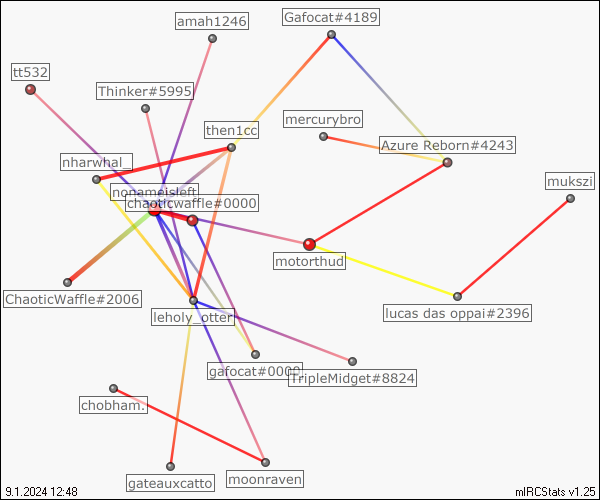 amah1246
Gafocat#4189
tt532
Thinker#5995
mercurybro
then1cc
Azure Reborn#4243
nharwhal_
mukszi
nonameisleft
chaoticwaffle#0000
motorthud
ChaoticWaffle#2006
leholy_otter
lucas das oppai#2396
gafocat#0000
TripleMidget#8824
chobham.
gateauxcatto
moonraven
9.1.2024 12:48
mIRCStats v1.25